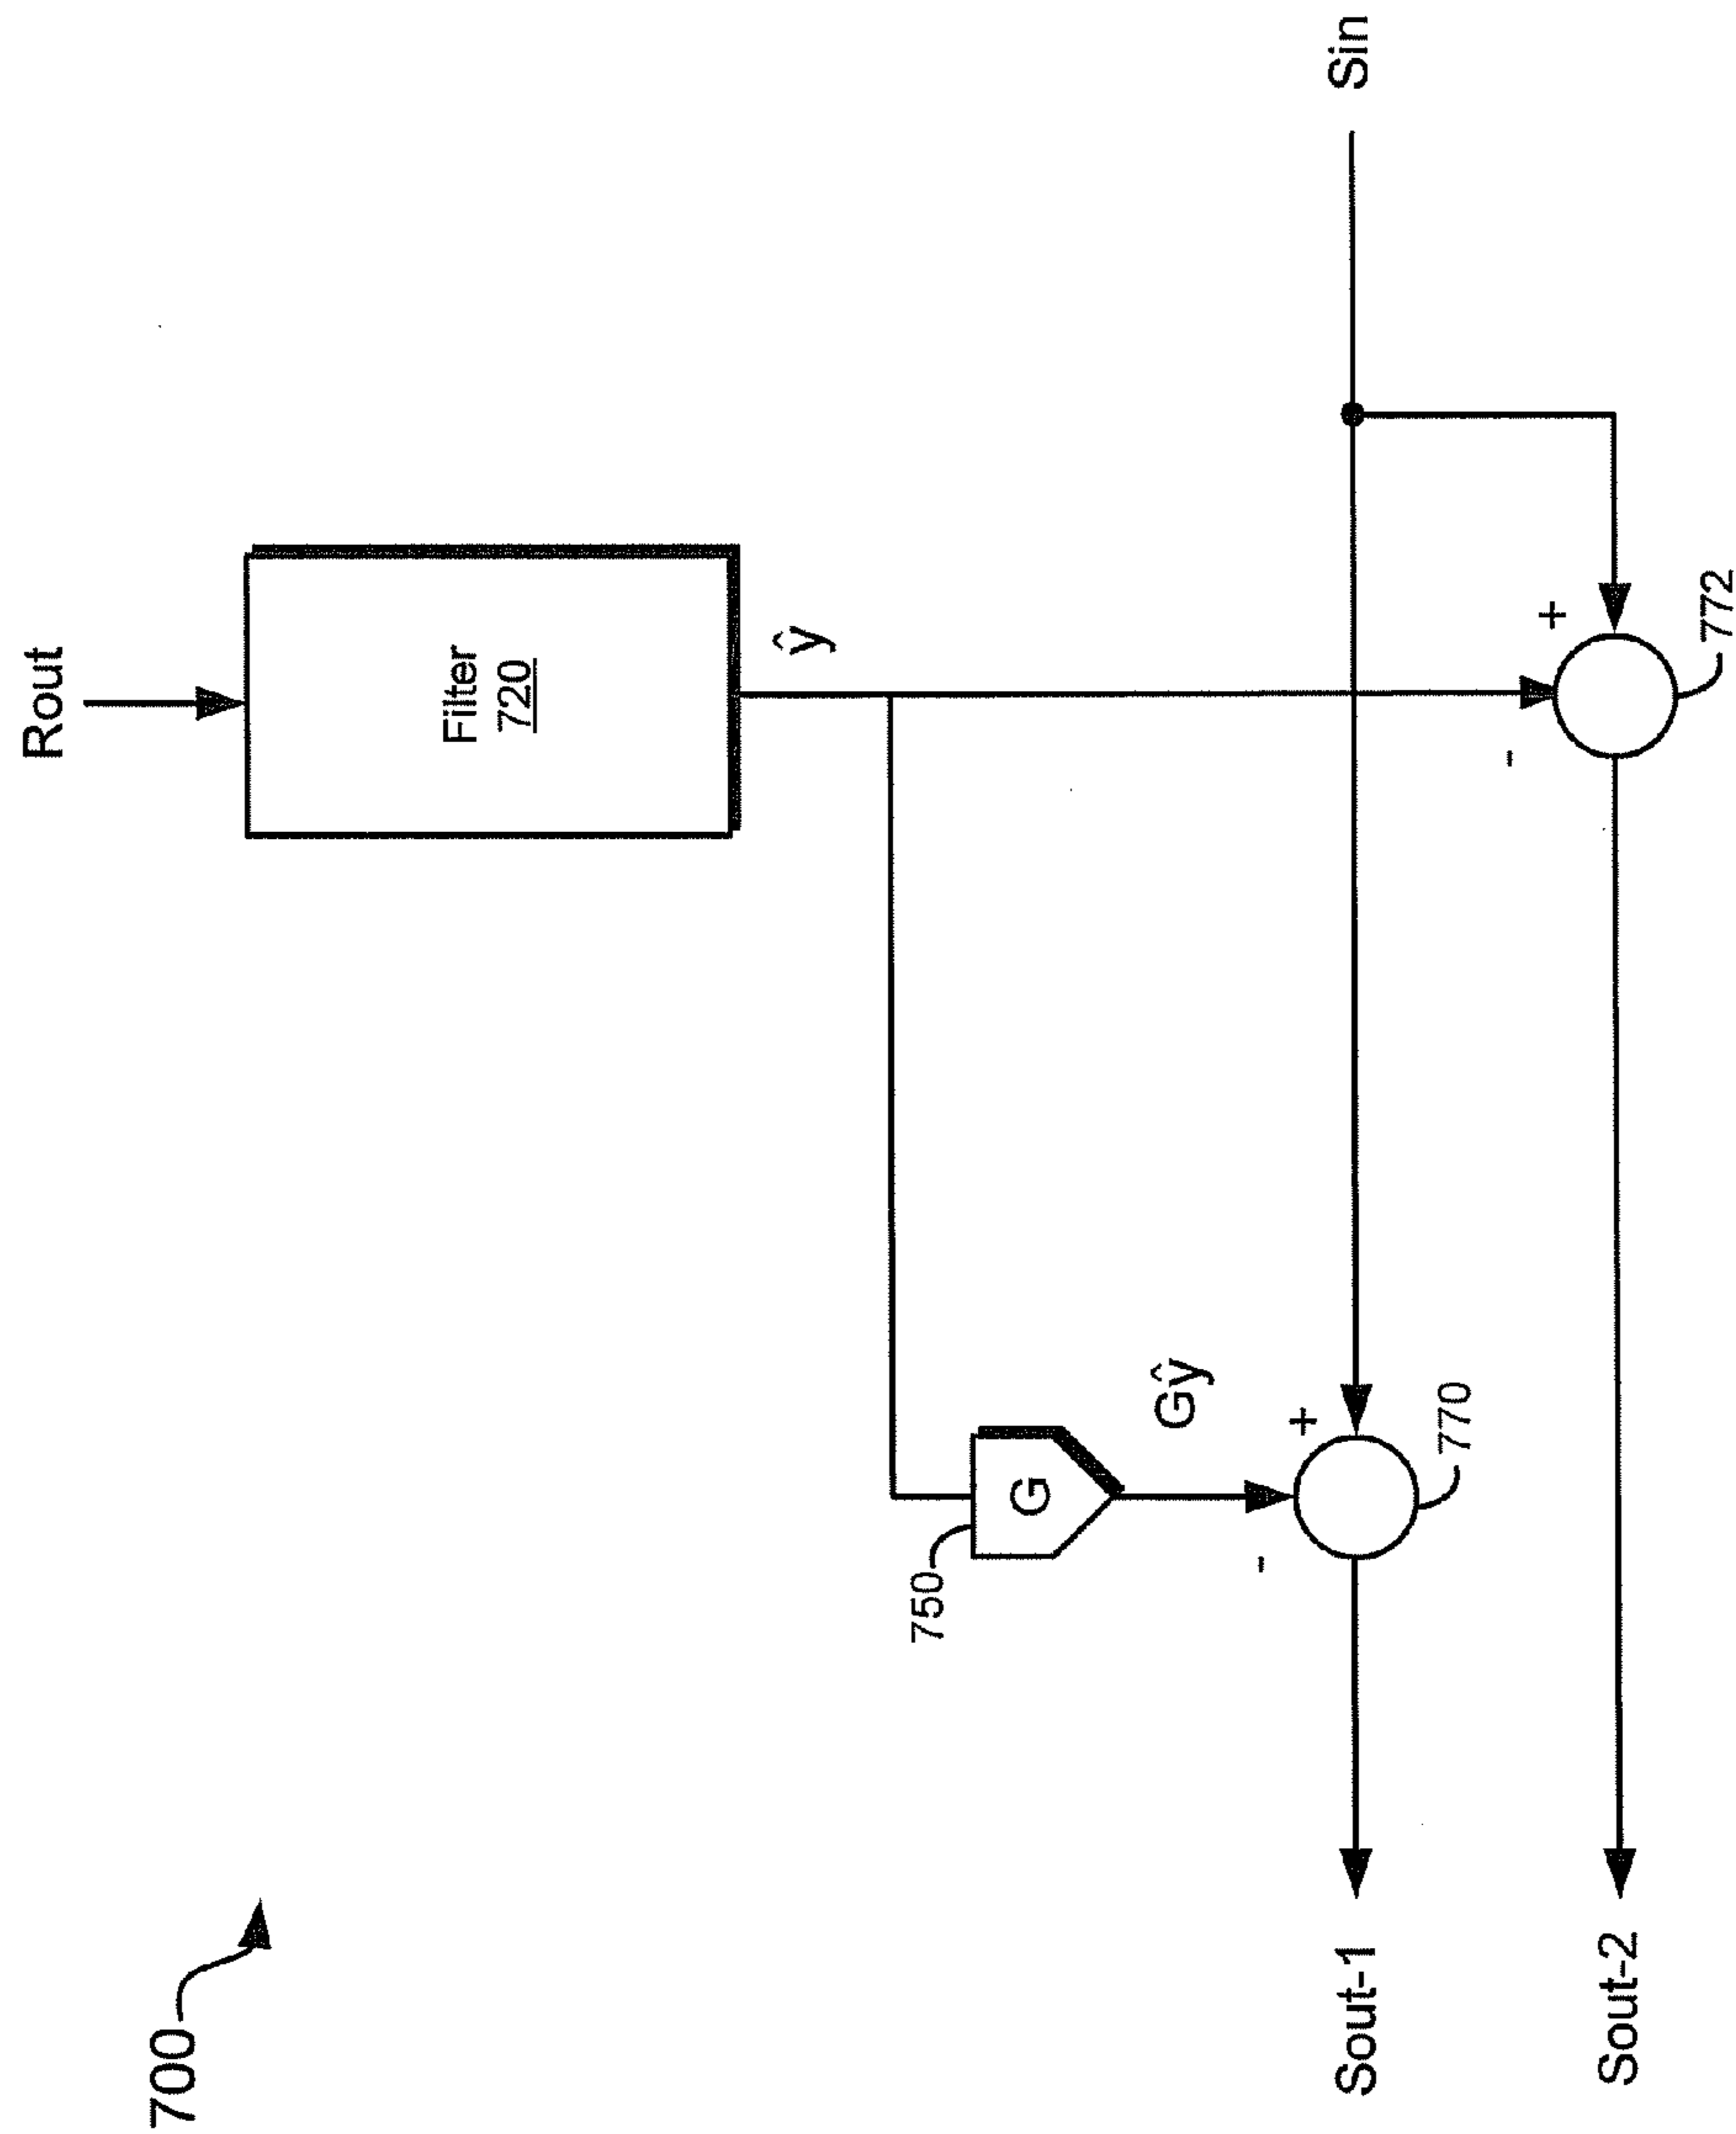 700
Rout
Filter
720
ŷ
750
G
Gŷ
+
-
770
Sin
+
-
772
Sout-1
Sout-2